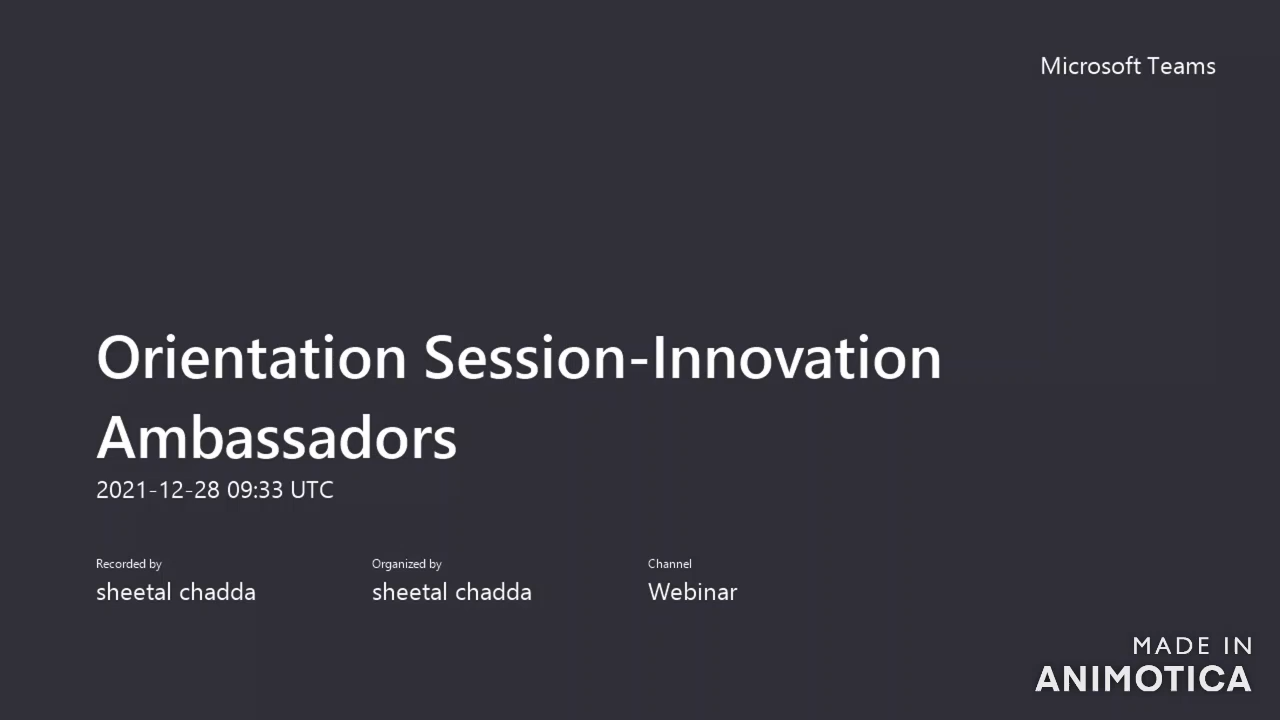 Microsoft Teams
Orientation Session-Innovation
Ambassadors
2021-12-28 09:33 UTC
Recorded by
sheetal chadda
Organized by
sheetal chadda
Channel
Webinar
MADE IN
ANIMOTICA